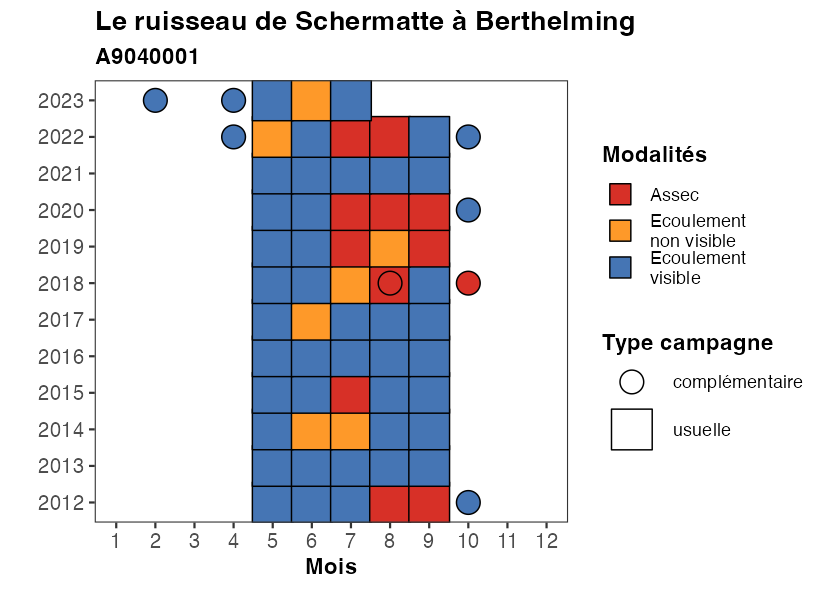 Le ruisseau de Schermatte à Berthelming
A9040001
2023
2022
2021
2020
2019
2018
2017
2016
2015
2014
2013
2012
1 2 3 4 5 6 7 8 9 10 11 12
Mois
Modalités
Assec
Ecoulement
non visible
Ecoulement
visible
Type campagne
complémentaire
usuelle